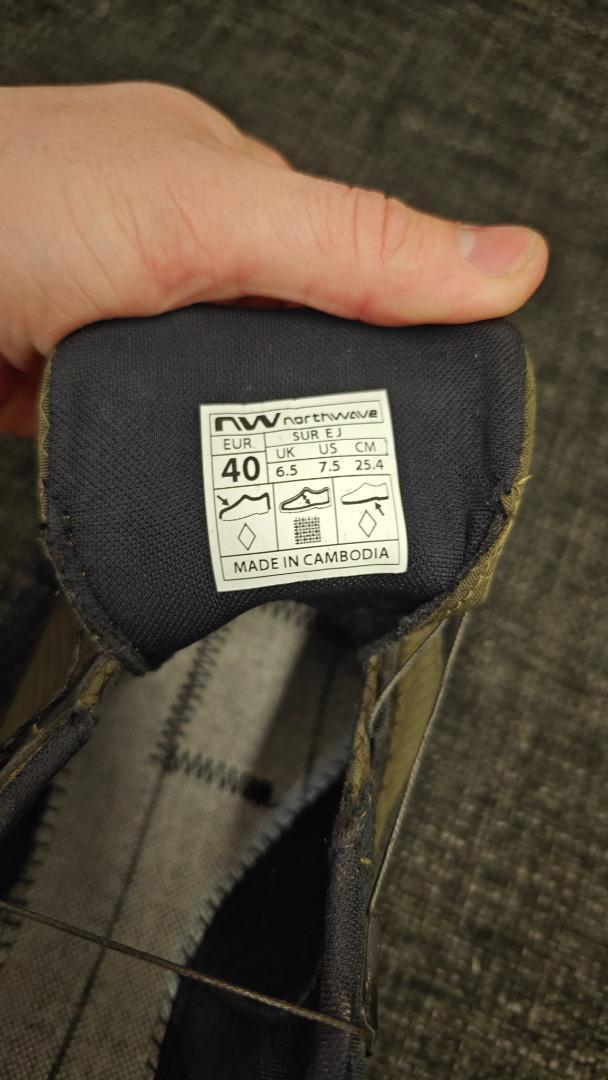 NW northwave
EUR SUR EJ
UK US CM
40 6.5 7.5 25.4
MADE IN CAMBODIA